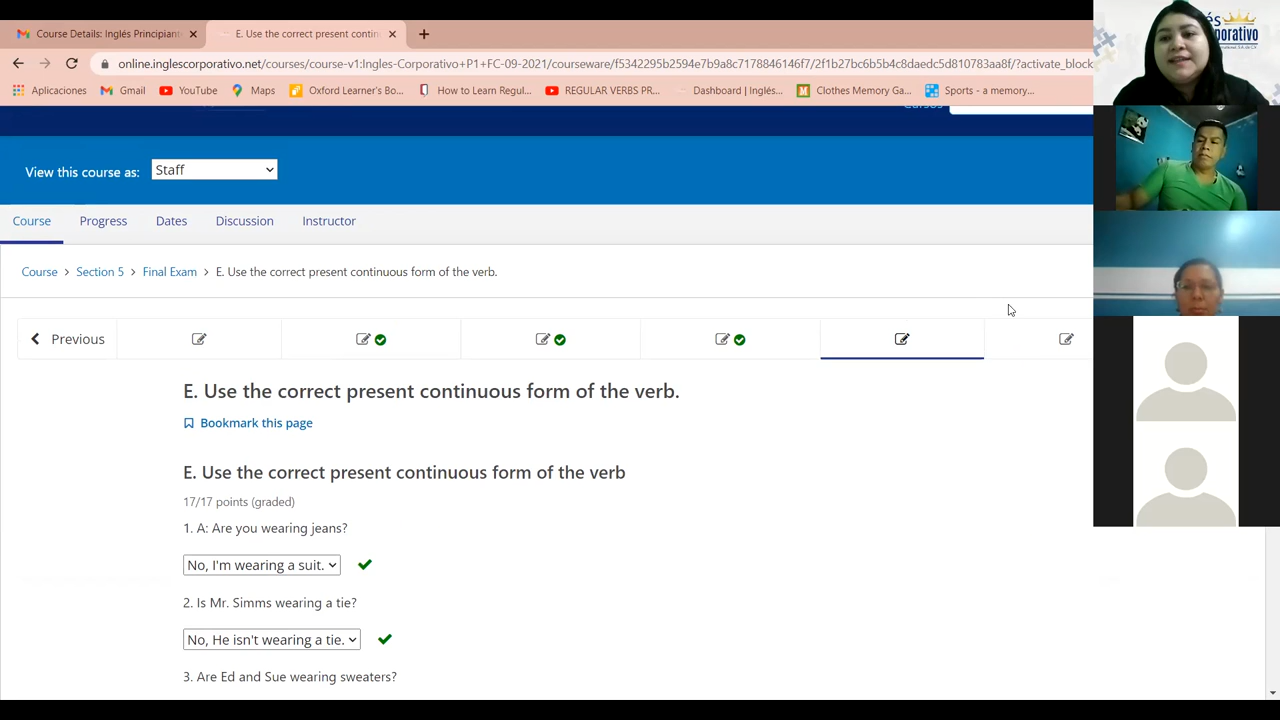 Course Details: Inglés Principiante
E. Use the correct present contin
online.inglescorporativo.net/courses/course-v1:Ingles-Corporativo+P1+FC-09-2021/courseware/f5342295b2594e7b9a8c7178846146f7/2f1b27bc6b5b4c8daedc5d810783aa8f/?activate_block
Aplicaciones Gmail YouTube Maps Oxford Learner's Bo... How to Learn Regul... REGULAR VERBS PR... Dashboard | Inglés... Clothes Memory Ga... Sports - a memory...
Cursos
View this course as: Staff
Course Progress Dates Discussion Instructor
Course > Section 5 > Final Exam > E. Use the correct present continuous form of the verb.
Previous
E. Use the correct present continuous form of the verb.
Bookmark this page
E. Use the correct present continuous form of the verb
17/17 points (graded)
1. A: Are you wearing jeans?
No, I'm wearing a suit.
2. Is Mr. Simms wearing a tie?
No, He isn't wearing a tie.
3. Are Ed and Sue wearing sweaters?